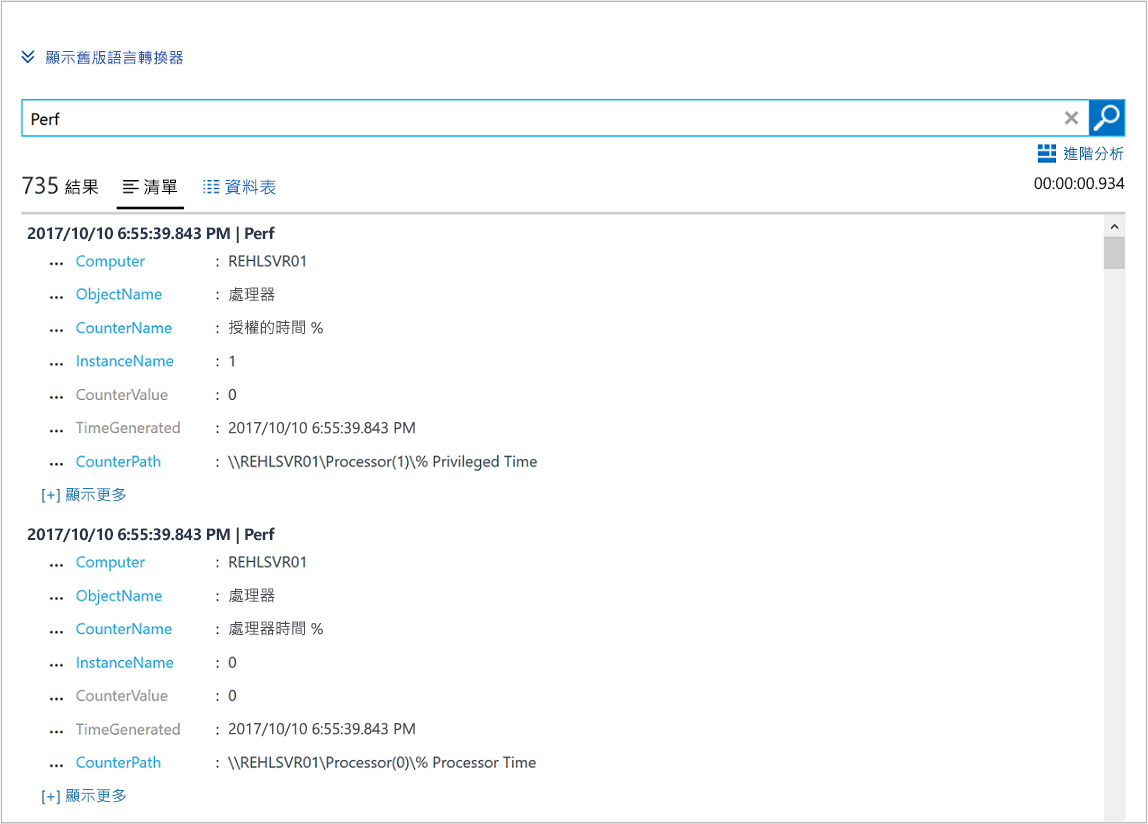 顯示舊版語言轉換器
Perf
進階分析
735 結果 清單 資料表 00:00:00.934
2017/10/10 6:55:39.843 PM | Perf
... Computer : REHLSVR01
... ObjectName : 處理器
... CounterName : 授權的時間 %
... InstanceName : 1
... CounterValue : 0
... TimeGenerated : 2017/10/10 6:55:39.843 PM
... CounterPath : \\REHLSVR01\Processor(1)\% Privileged Time
[+] 顯示更多
2017/10/10 6:55:39.843 PM | Perf
... Computer : REHLSVR01
... ObjectName : 處理器
... CounterName : 處理器時間 %
... InstanceName : 0
... CounterValue : 0
... TimeGenerated : 2017/10/10 6:55:39.843 PM
... CounterPath : \\REHLSVR01\Processor(0)\% Processor Time
[+] 顯示更多